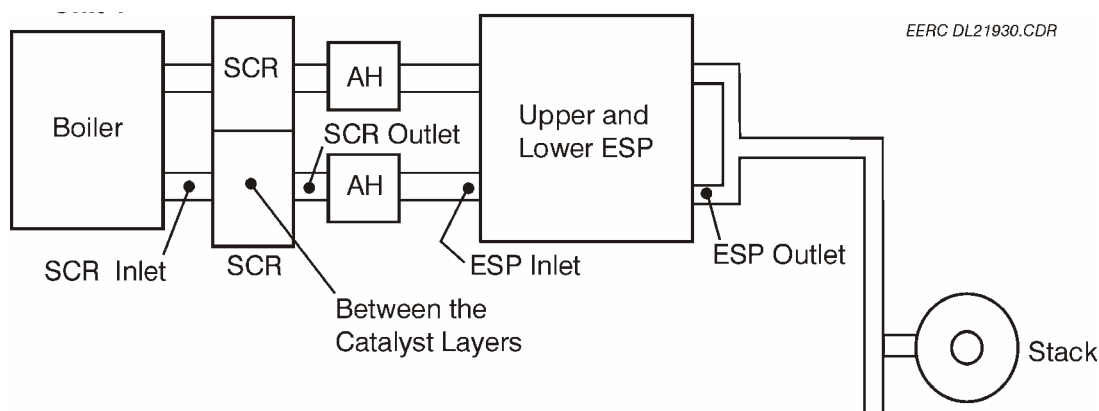 EERC DL21930.CDR
SCR
AH
Boiler
Upper and
Lower ESP
SCR Outlet
AH
SCR Inlet
SCR
ESP Inlet
ESP Outlet
Between the
Catalyst Layers
Stack